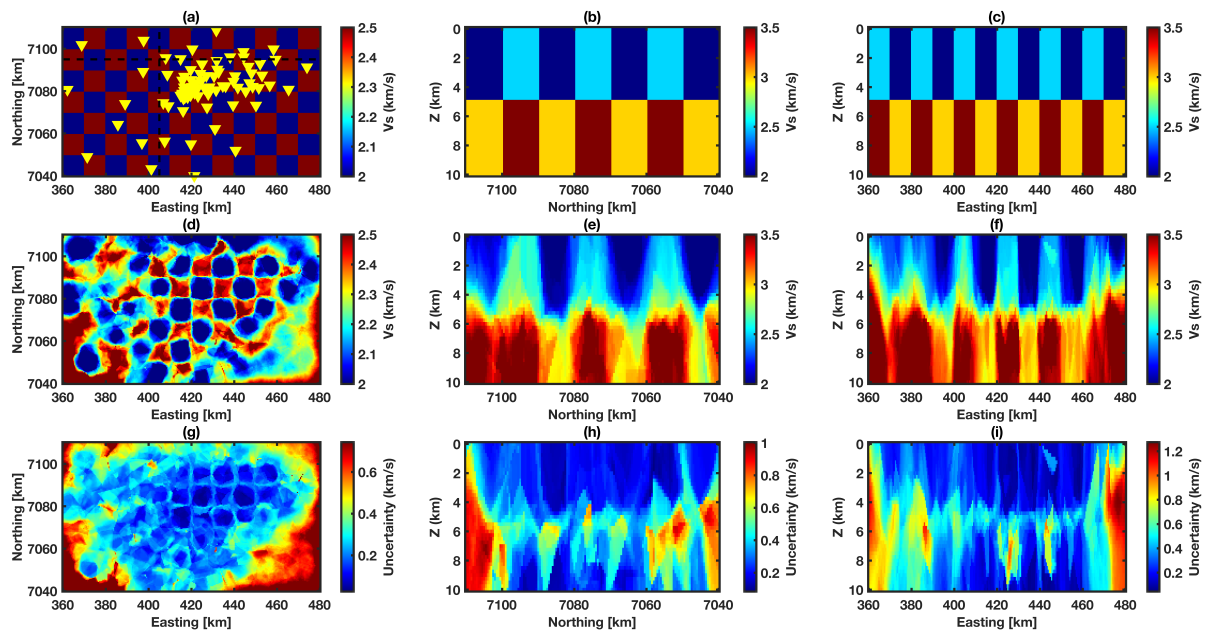 (a)
Northing [km]
7100
7080
7060
7040
360 380 400 420 440 460 480
Easting [km]
2.5
2.4
2.3
2.2
2.1
2
Vs (km/s)
(b)
Z (km)
0
2
4
6
8
10
7100 7080 7060 7040
Northing [km]
3.5
3
2.5
2
Vs (km/s)
(c)
Z (km)
0
2
4
6
8
10
360 380 400 420 440 460 480
Easting [km]
3.5
3
2.5
2
Vs (km/s)
(d)
Northing [km]
7100
7080
7060
7040
360 380 400 420 440 460 480
Easting [km]
2.5
2.4
2.3
2.2
2.1
2
Vs (km/s)
(e)
Z (km)
0
2
4
6
8
10
7100 7080 7060 7040
Northing [km]
3.5
3
2.5
2
Vs (km/s)
(f)
Z (km)
0
2
4
6
8
10
360 380 400 420 440 460 480
Easting [km]
3.5
3
2.5
2
Vs (km/s)
(g)
Northing [km]
7100
7080
7060
7040
360 380 400 420 440 460 480
Easting [km]
0.6
0.4
0.2
Uncertainty (km/s)
(h)
Z (km)
0
2
4
6
8
10
7100 7080 7060 7040
Northing [km]
1
0.8
0.6
0.4
0.2
Uncertainty (km/s)
(i)
Z (km)
0
2
4
6
8
10
360 380 400 420 440 460 480
Easting [km]
1.2
1
0.8
0.6
0.4
0.2
Uncertainty (km/s)